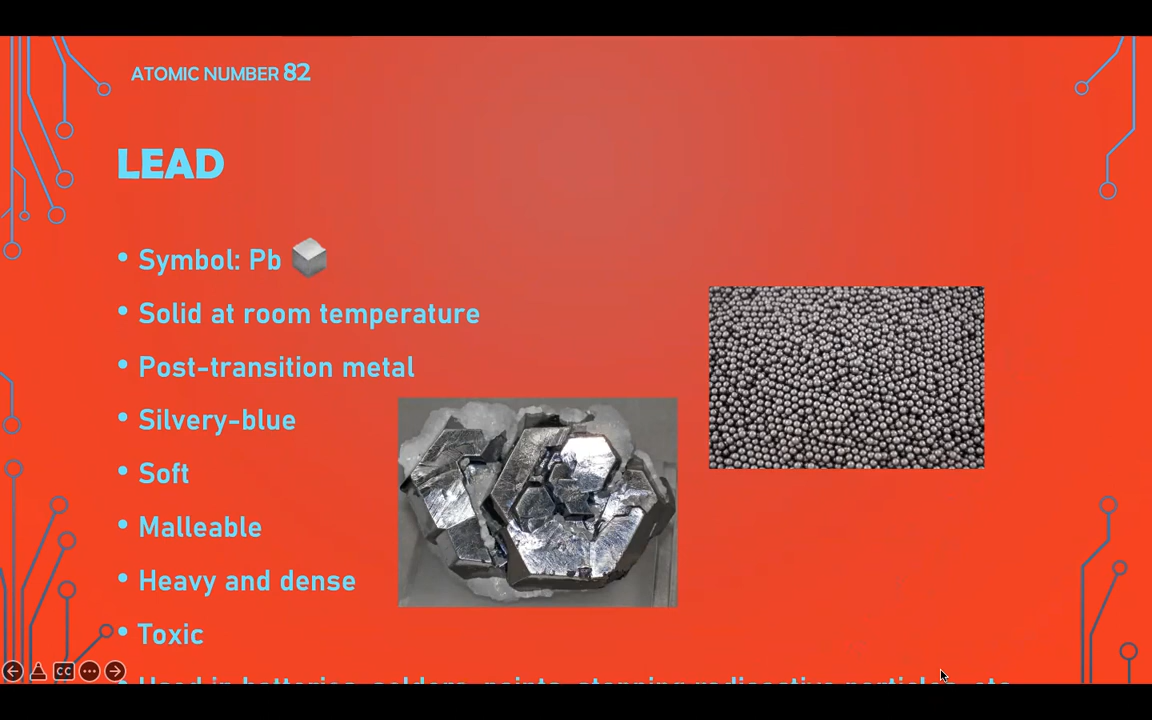 ATOMIC NUMBER 82
LEAD
• Symbol: Pb
• Solid at room temperature
• Post-transition metal
• Silvery-blue
• Soft
• Malleable
• Heavy and dense
• Toxic
• Used in batteries, solders, paints, stopping radioactive particles, etc.
CC